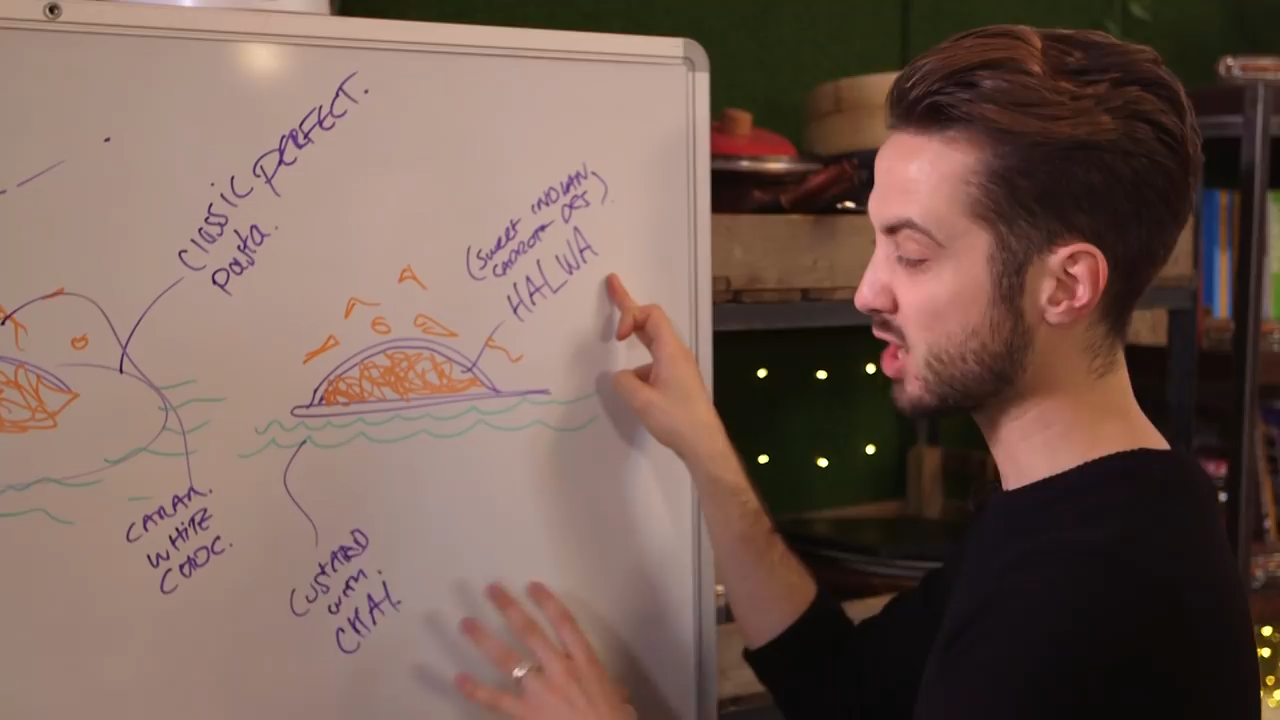 CLASSIC PERFECT.
pasta.
(SWEET INDIAN
CARROT DES)
HALWA
CARAM.
WHITE
CHOC.
CUSTARD
WITH
CHAI.